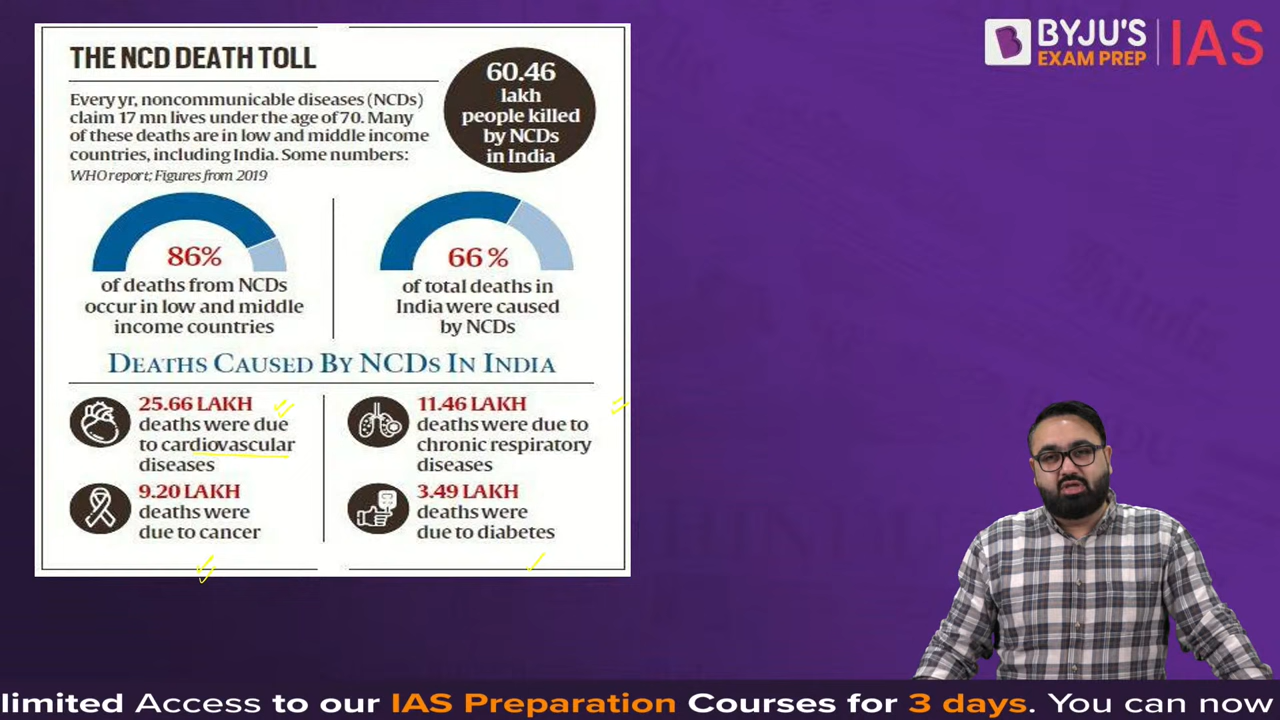 THE NCD DEATH TOLL
Every yr, noncommunicable diseases (NCDs)
claim 17 mn lives under the age of 70. Many
of these deaths are in low and middle income
countries, including India. Some numbers:
WHO report; Figures from 2019
60.46
lakh
people killed
by NCDs
in India
86%
of deaths from NCDs
occur in low and middle
income countries
66 %
of total deaths in
India were caused
by NCDs
DEATHS CAUSED BY NCDS IN INDIA
25.66 LAKH
deaths were due
to cardiovascular
diseases
11.46 LAKH
deaths were due to
chronic respiratory
diseases
9.20 LAKH
deaths were
due to cancer
3.49 LAKH
deaths were
due to diabetes
BYJU'S
EXAM PREP
IAS
limited Access to our IAS Preparation Courses for 3 days. You can now